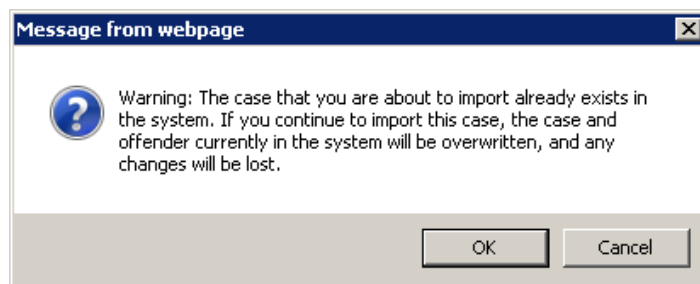 Message from webpage
Warning: The case that you are about to import already exists in
the system. If you continue to import this case, the case and
offender currently in the system will be overwritten, and any
changes will be lost.
OK
Cancel